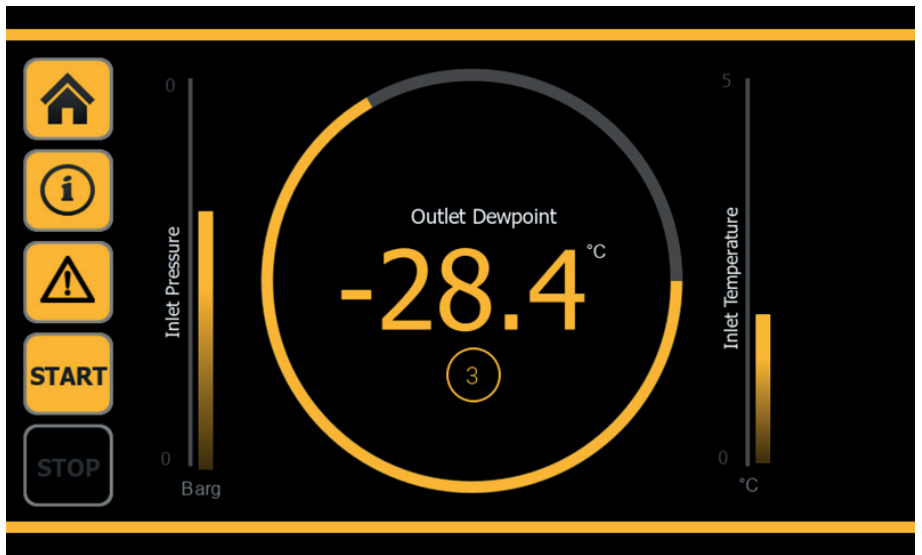 0
5
Outlet Dewpoint
-28.4 °C
Inlet Pressure
Inlet Temperature
3
START
STOP
0
0
Barg
°C